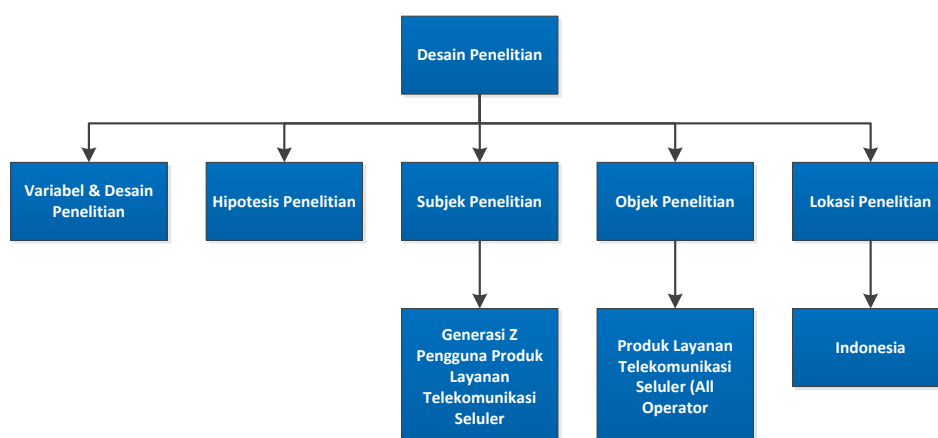 Desain Penelitian
Variabel & Desain
Penelitian
Hipotesis Penelitian
Subjek Penelitian
Objek Penelitian
Lokasi Penelitian
Generasi Z
Pengguna Produk
Layanan
Telekomunikasi
Seluler
Produk Layanan
Telekomunikasi
Seluler (All
Operator
Indonesia